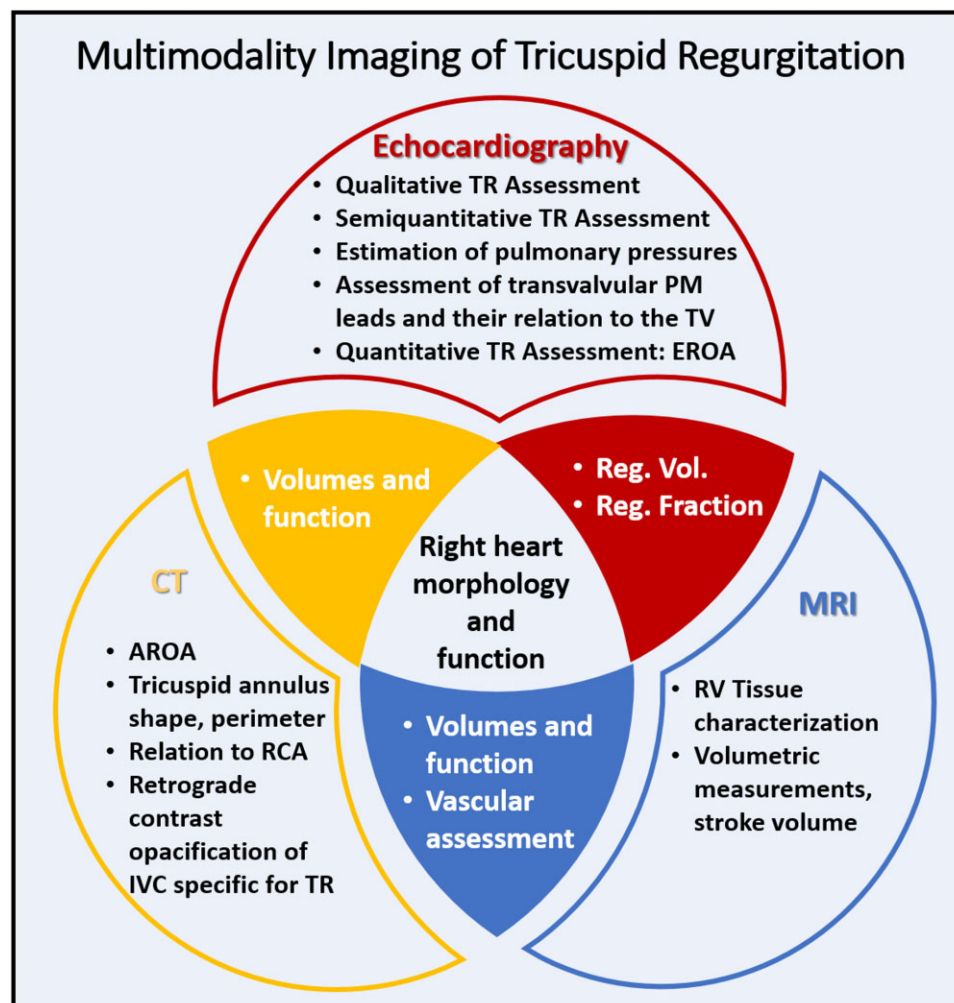 Multimodality Imaging of Tricuspid Regurgitation
Echocardiography
• Qualitative TR Assessment
• Semiquantitative TR Assessment
• Estimation of pulmonary pressures
• Assessment of transvalvular PM
leads and their relation to the TV
• Quantitative TR Assessment: EROA
• Volumes and
function
• Reg. Vol.
• Reg. Fraction
Right heart
morphology
and
function
CT
• AROA
• Tricuspid annulus
shape, perimeter
• Relation to RCA
• Retrograde
contrast
opacification of
IVC specific for TR
MRI
• RV Tissue
characterization
• Volumetric
measurements,
stroke volume
• Volumes and
function
• Vascular
assessment